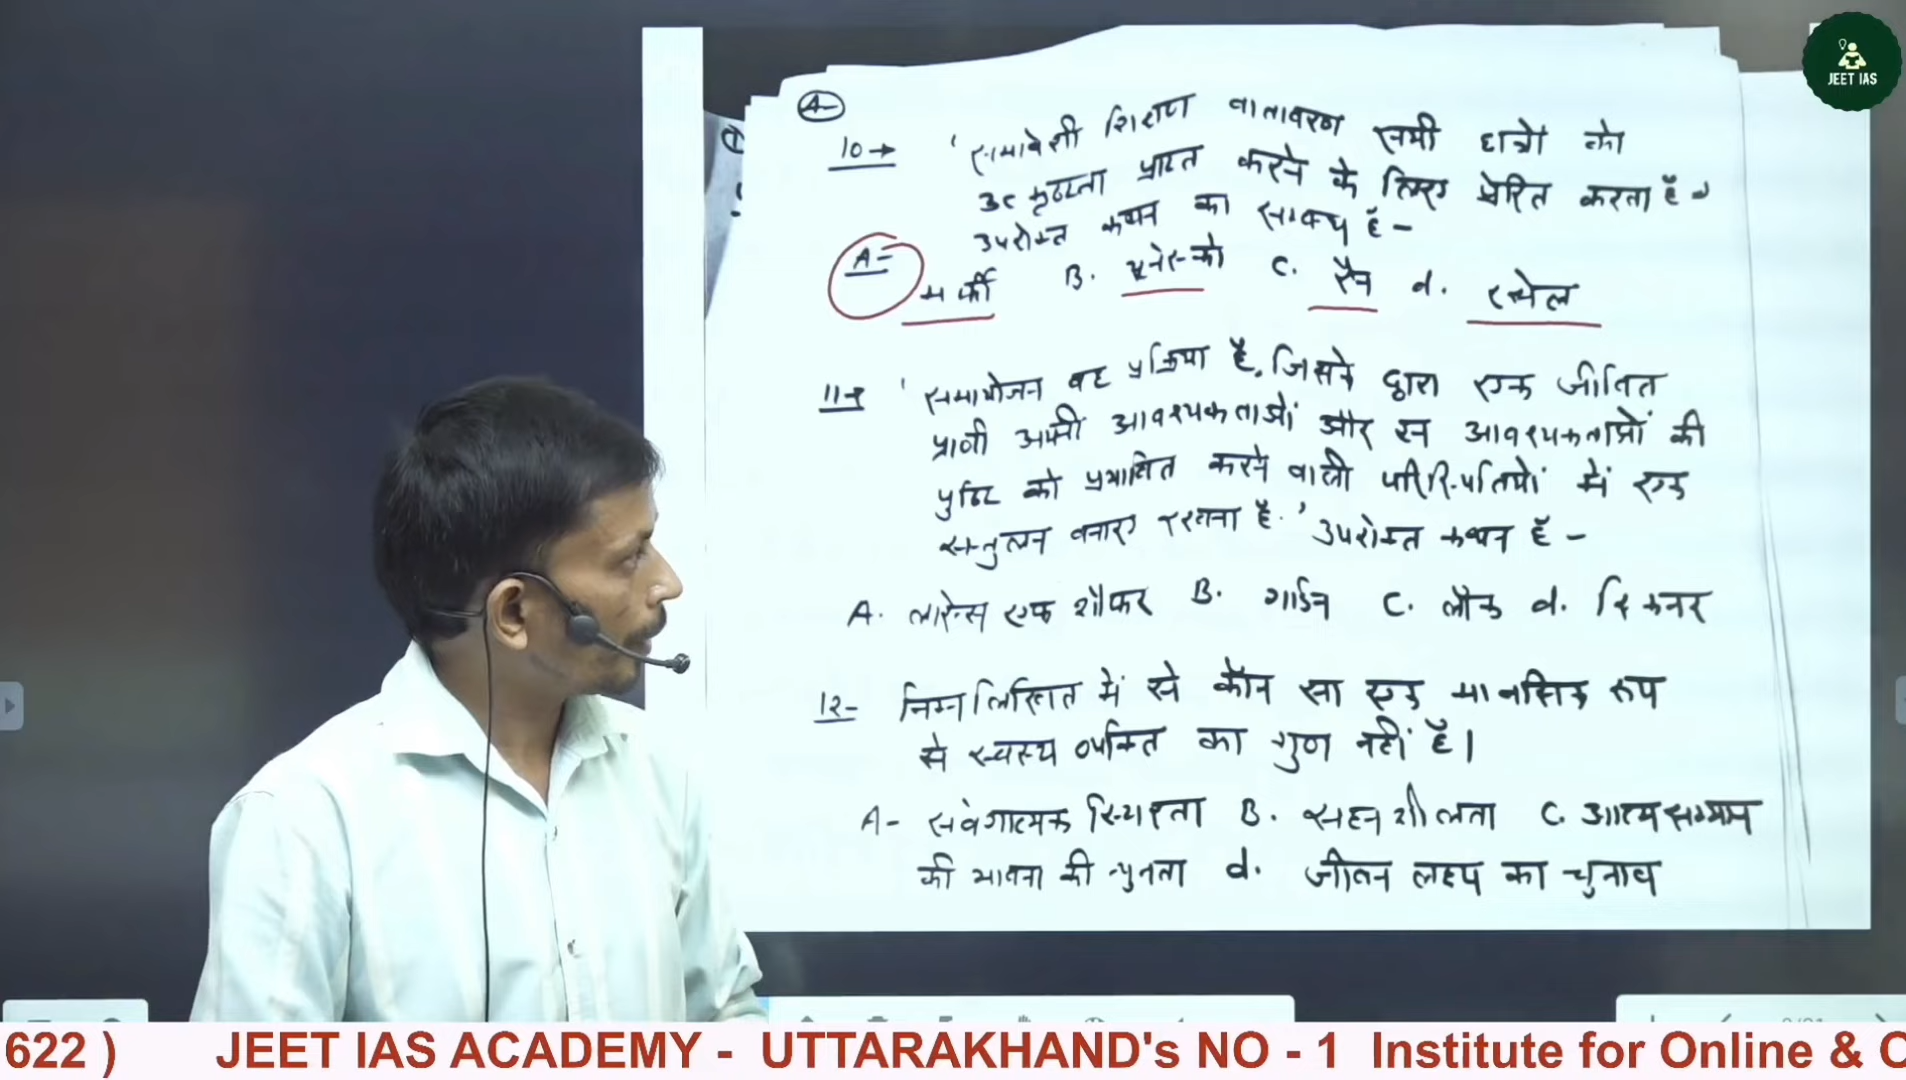 JEET IAS
4-
10→ 'समावेशी शिक्षण वातावरण सभी छात्रों को
उत्कृष्टता प्राप्त करने के लिए प्रेरित करता है'
उपरोक्त कथन का सम्बन्ध है -
A= मर्फी B. यूनेस्को C. रैन d. स्चेल
11→ 'समायोजन वह प्रक्रिया है, जिसके द्वारा एक जीवित
प्राणी अपनी आवश्यकताओं और इन आवश्यकताओं की
पुष्टि को प्रभावित करने वाली परिस्थितियों में एक
सन्तुलन बनाए रखता है.' उपरोक्त कथन है -
A. लारेन्स एफ शौफर B. गार्डन C. लौक d. स्किनर
12- निम्नलिखित में से कौन सा एक मानसिक रूप
से स्वस्थ व्यक्ति का गुण नहीं है।
A- संवेगात्मक स्थिरता B. सहनशीलता C. आत्मसम्मान
की भावना की न्युनता d. जीवन लक्ष्य का चुनाव
622 ) JEET IAS ACADEMY - UTTARAKHAND's NO - 1 Institute for Online &